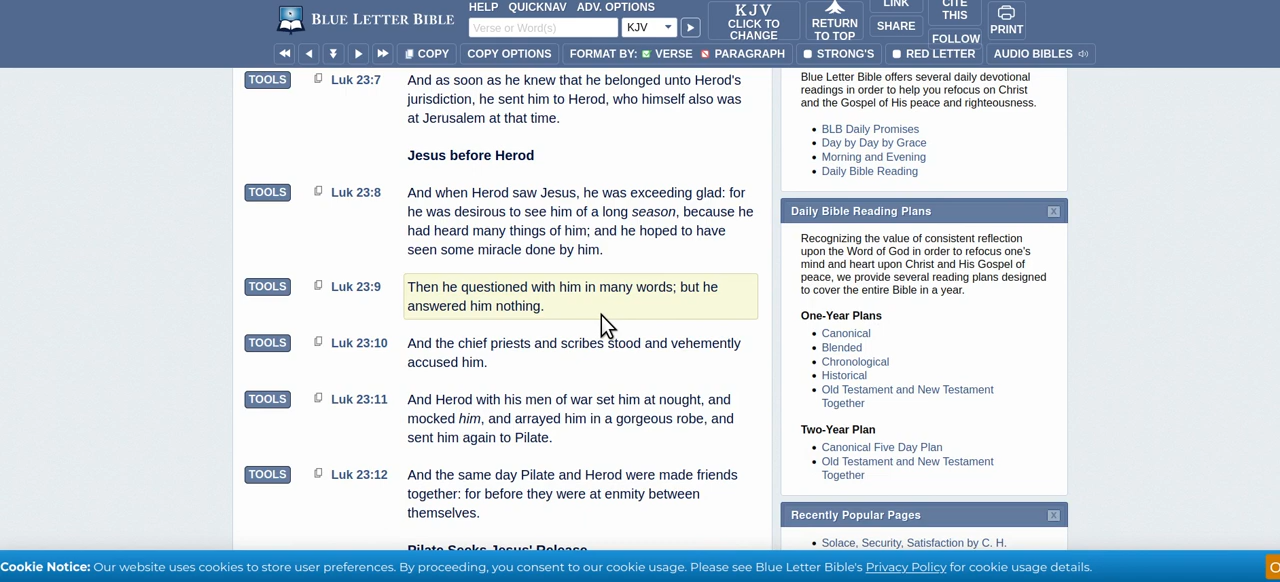 HELP QUICKNAV ADV. OPTIONS
BLUE LETTER BIBLE
Verse or Word(s)
KJV
KJV
CLICK TO
CHANGE
RETURN
TO TOP
LINK
SHARE
CITE
THIS
FOLLOW
PRINT
COPY
COPY OPTIONS
FORMAT BY: VERSE PARAGRAPH
STRONG'S
RED LETTER
AUDIO BIBLES
TOOLS Luk 23:7 And as soon as he knew that he belonged unto Herod's
jurisdiction, he sent him to Herod, who himself also was
at Jerusalem at that time.
Jesus before Herod
TOOLS Luk 23:8 And when Herod saw Jesus, he was exceeding glad: for
he was desirous to see him of a long season, because he
had heard many things of him; and he hoped to have
seen some miracle done by him.
TOOLS Luk 23:9 Then he questioned with him in many words; but he
answered him nothing.
TOOLS Luk 23:10 And the chief priests and scribes stood and vehemently
accused him.
TOOLS Luk 23:11 And Herod with his men of war set him at nought, and
mocked him, and arrayed him in a gorgeous robe, and
sent him again to Pilate.
TOOLS Luk 23:12 And the same day Pilate and Herod were made friends
together: for before they were at enmity between
themselves.
Pilate Seeks Jesus' Release
Blue Letter Bible offers several daily devotional
readings in order to help you refocus on Christ
and the Gospel of His peace and righteousness.
BLB Daily Promises
Day by Day by Grace
Morning and Evening
Daily Bible Reading
Daily Bible Reading Plans X
Recognizing the value of consistent reflection
upon the Word of God in order to refocus one's
mind and heart upon Christ and His Gospel of
peace, we provide several reading plans designed
to cover the entire Bible in a year.
One-Year Plans
Canonical
Blended
Chronological
Historical
Old Testament and New Testament
Together
Two-Year Plan
Canonical Five Day Plan
Old Testament and New Testament
Together
Recently Popular Pages X
Solace, Security, Satisfaction by C. H.
Cookie Notice: Our website uses cookies to store user preferences. By proceeding, you consent to our cookie usage. Please see Blue Letter Bible's Privacy Policy for cookie usage details.